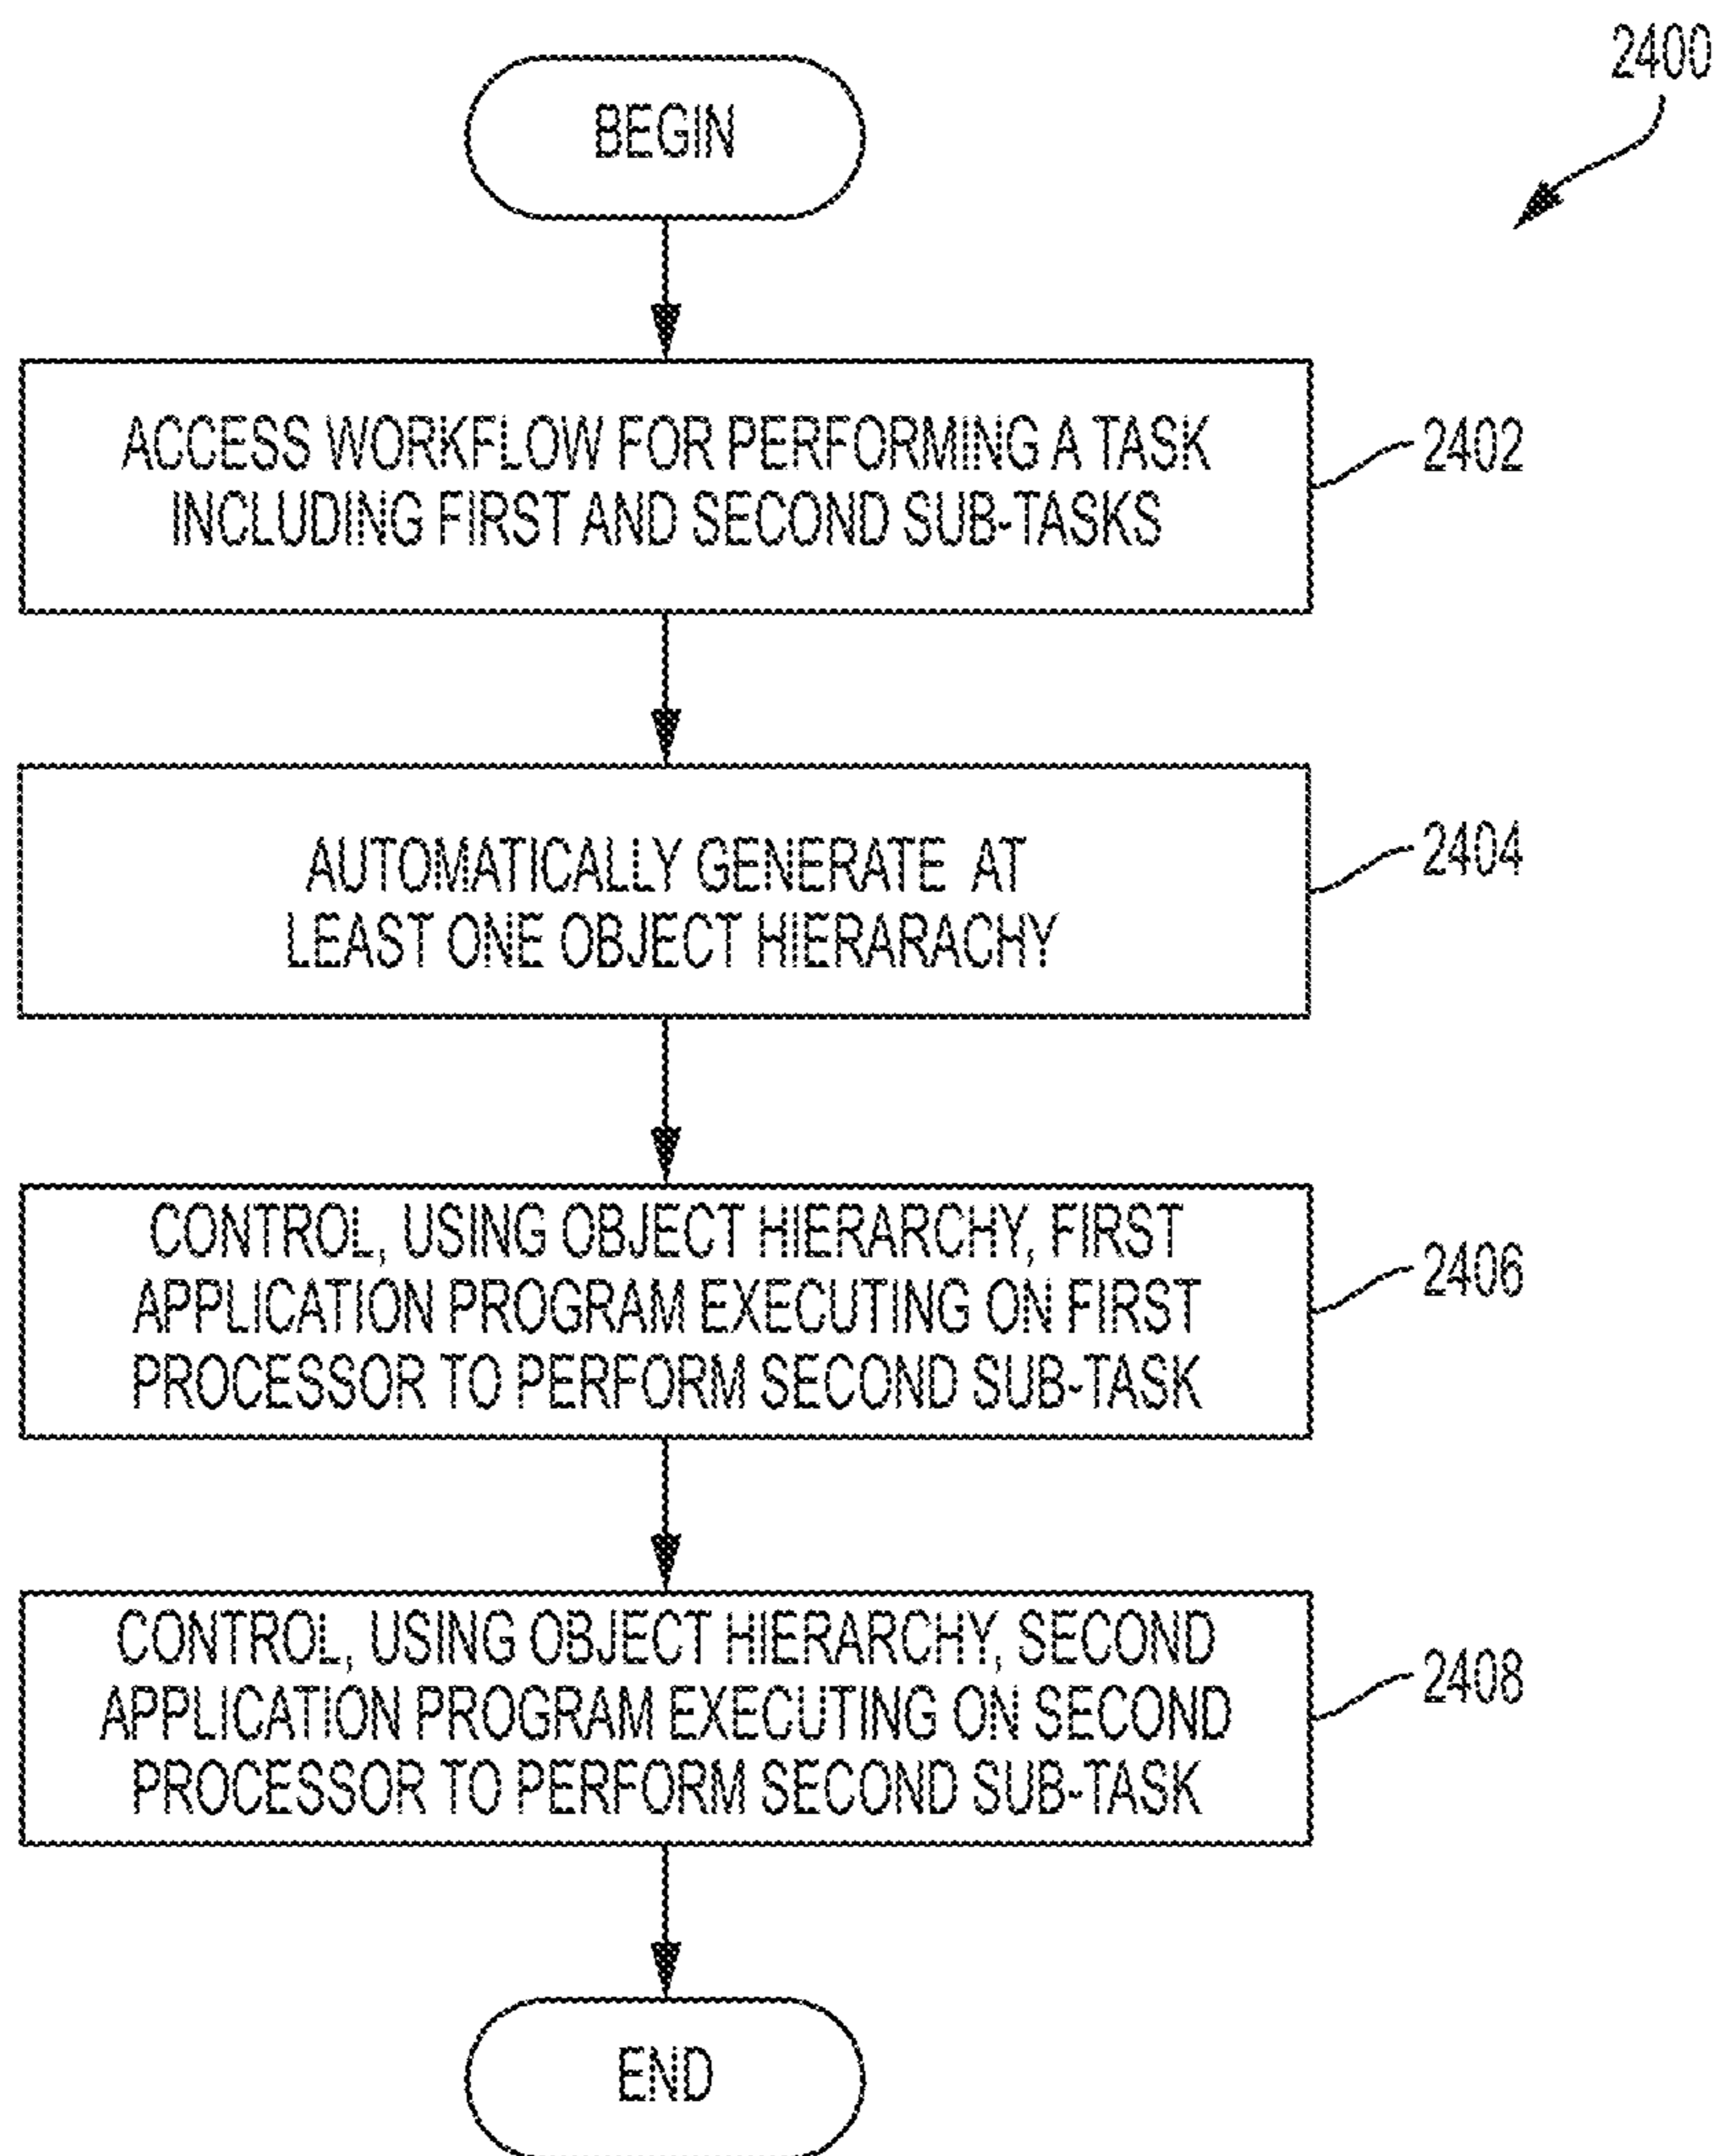 2400
BEGIN
ACCESS WORKFLOW FOR PERFORMING A TASK
INCLUDING FIRST AND SECOND SUB-TASKS
2402
AUTOMATICALLY GENERATE AT
LEAST ONE OBJECT HIERARACHY
2404
CONTROL, USING OBJECT HIERARCHY, FIRST
APPLICATION PROGRAM EXECUTING ON FIRST
PROCESSOR TO PERFORM SECOND SUB-TASK
2406
CONTROL, USING OBJECT HIERARCHY, SECOND
APPLICATION PROGRAM EXECUTING ON SECOND
PROCESSOR TO PERFORM SECOND SUB-TASK
2408
END